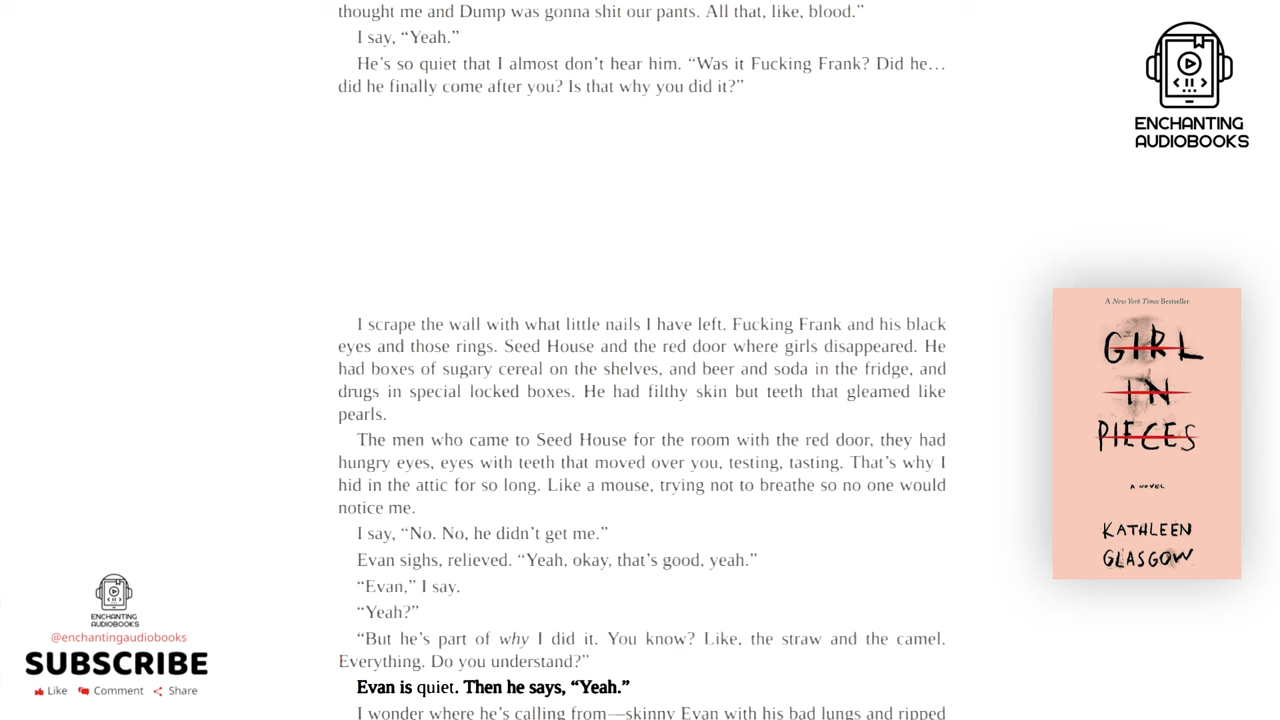 thought me and Dump was gonna shit our pants. All that, like, blood.”
I say, “Yeah.”
He’s so quiet that I almost don’t hear him. “Was it Fucking Frank? Did he…
did he finally come after you? Is that why you did it?”
I scrape the wall with what little nails I have left. Fucking Frank and his black
eyes and those rings. Seed House and the red door where girls disappeared. He
had boxes of sugary cereal on the shelves, and beer and soda in the fridge, and
drugs in special locked boxes. He had filthy skin but teeth that gleamed like
pearls.
The men who came to Seed House for the room with the red door, they had
hungry eyes, eyes with teeth that moved over you, testing, tasting. That’s why I
hid in the attic for so long. Like a mouse, trying not to breathe so no one would
notice me.
I say, “No. No, he didn’t get me.”
Evan sighs, relieved. “Yeah, okay, that’s good, yeah.”
“Evan,” I say.
“Yeah?”
“But he’s part of why I did it. You know? Like, the straw and the camel.
Everything. Do you understand?”
Evan is quiet. Then he says, “Yeah.”
I wonder where he’s calling from—skinny Evan with his bad lungs and ripped
ENCHANTING
AUDIOBOOKS
A New York Times Bestseller
GIRL
IN
PIECES
A NOVEL
KATHLEEN
GLASGOW
ENCHANTING
AUDIOBOOKS
@enchantingaudiobooks
SUBSCRIBE
Like Comment Share